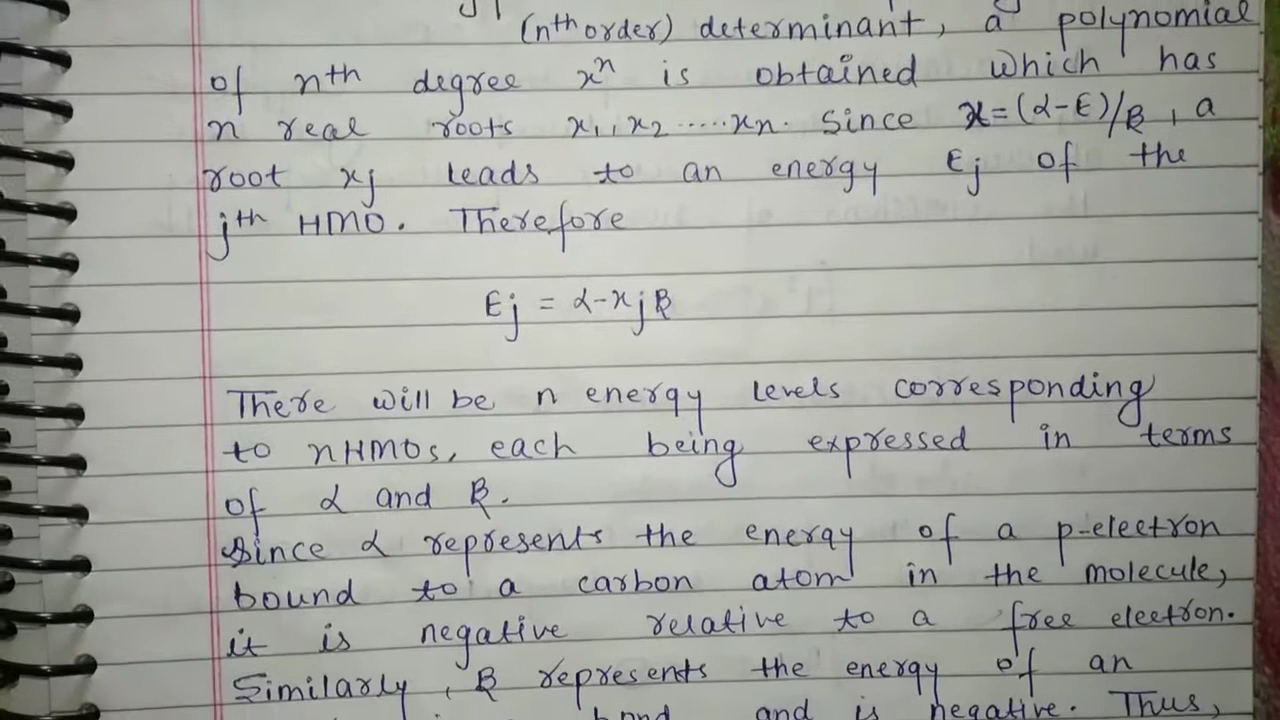 (nth order) determinant, a polynomial
of nth degree xⁿ is obtained which has
n real roots x₁, x₂ ..... xn. Since x = (α-E)/β, a
root xj leads to an energy Ej of the
jth HMO. Therefore
Ej = α - xjβ
There will be n energy levels corresponding
to n HMOs, each being expressed in terms
of α and β.
Since α represents the energy of a p-electron
bound to a carbon atom in the molecule,
it is negative relative to a free electron.
Similarly, β represents the energy of an
bond and is negative. Thus,